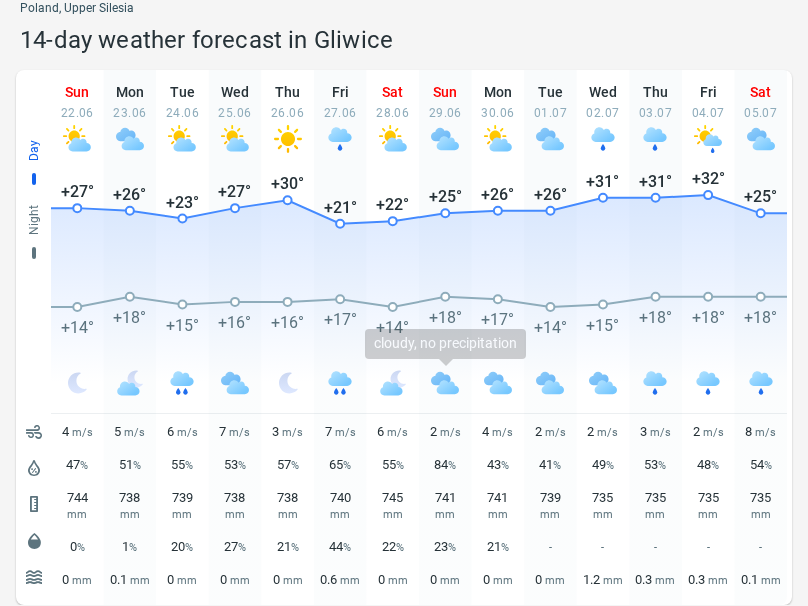 Poland, Upper Silesia
14-day weather forecast in Gliwice
Sun Mon Tue Wed Thu Fri Sat Sun Mon Tue Wed Thu Fri Sat
22.06 23.06 24.06 25.06 26.06 27.06 28.06 29.06 30.06 01.07 02.07 03.07 04.07 05.07
Day
Night
+27° +26° +23° +27° +30° +21° +22° +25° +26° +26° +31° +31° +32° +25°
+14° +18° +15° +16° +16° +17° +14° +18° +17° +14° +15° +18° +18° +18°
cloudy, no precipitation
4 m/s 5 m/s 6 m/s 7 m/s 3 m/s 7 m/s 6 m/s 2 m/s 4 m/s 2 m/s 2 m/s 3 m/s 2 m/s 8 m/s
47% 51% 55% 53% 57% 65% 55% 84% 43% 41% 49% 53% 48% 54%
744 738 739 738 738 740 745 741 741 739 735 735 735 735
mm mm mm mm mm mm mm mm mm mm mm mm mm mm
0% 1% 20% 27% 21% 44% 22% 23% 21% - - - - -
0 mm 0.1 mm 0 mm 0 mm 0 mm 0.6 mm 0 mm 0 mm 0 mm 0 mm 1.2 mm 0.3 mm 0.3 mm 0.1 mm